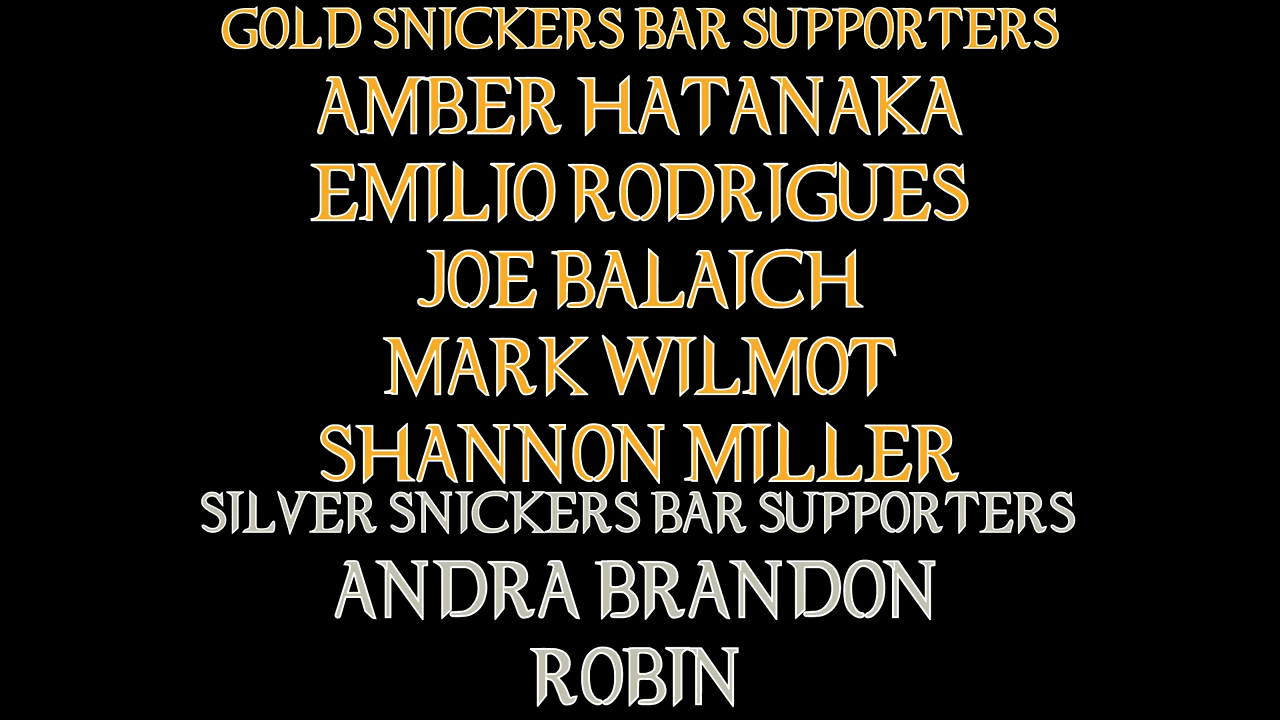 GOLD SNICKERS BAR SUPPORTERS
AMBER HATANAKA
EMILIO RODRIGUES
JOE BALAICH
MARK WILMOT
SHANNON MILLER
SILVER SNICKERS BAR SUPPORTERS
ANDRA BRANDON
ROBIN